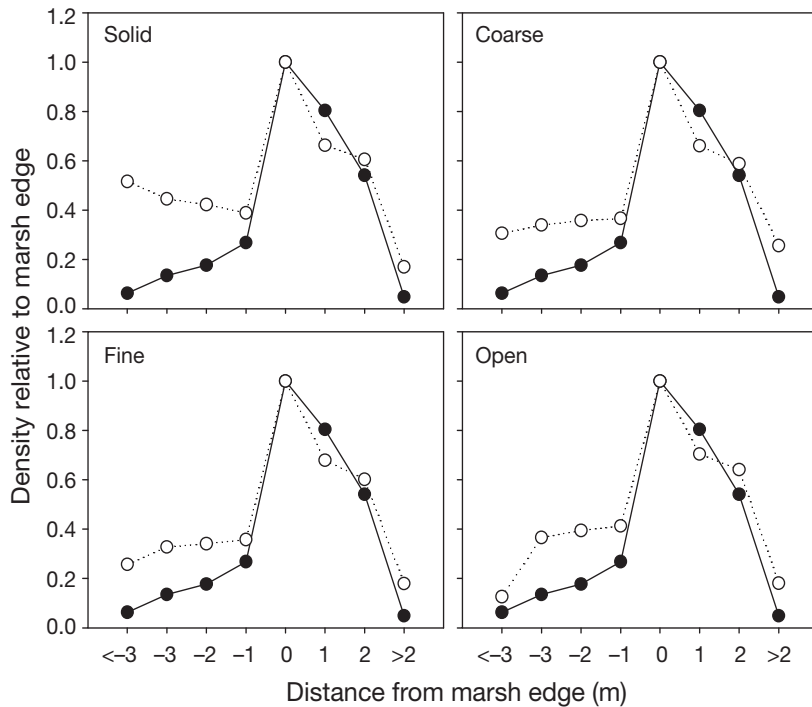 Density relative to marsh edge
1.2
1.0
0.8
0.6
0.4
0.2
0.0
Solid
Coarse
1.2
1.0
0.8
0.6
0.4
0.2
0.0
Fine
Open
<–3 –3 –2 –1 0 1 2 >2
<–3 –3 –2 –1 0 1 2 >2
Distance from marsh edge (m)